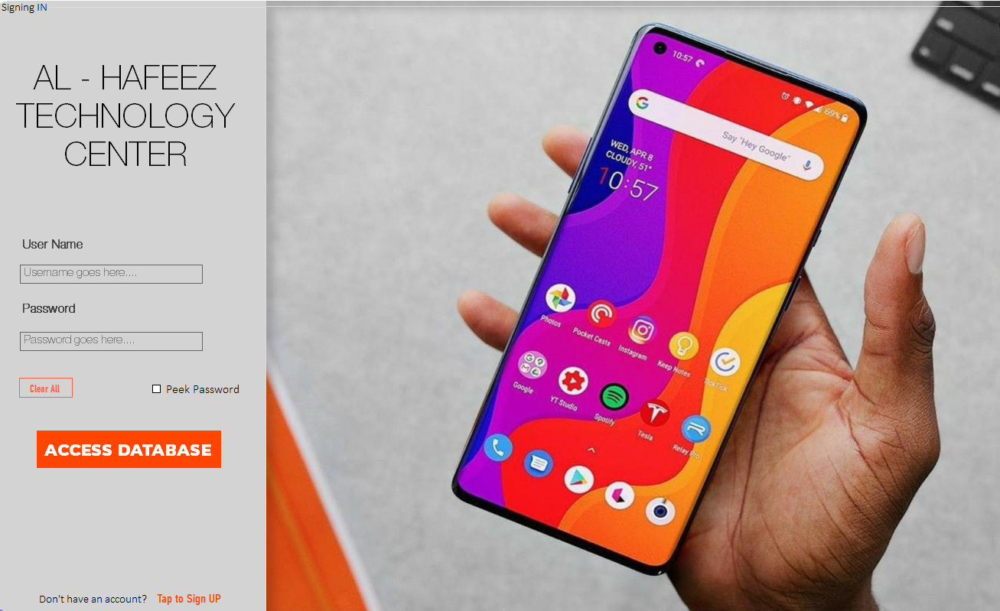 Signing IN
AL - HAFEEZ
TECHNOLOGY
CENTER
User Name
Username goes here....
Password
Password goes here....
Clear All
Peek Password
ACCESS DATABASE
Don't have an account? Tap to Sign UP
10:57
69%
Say "Hey Google"
WED, APR 8
CLOUDY, 51°
10:57
Photos
Pocket Casts
Instagram
Keep Notes
TickTick
Google
YT Studio
Spotify
Tesla
Relay Pro